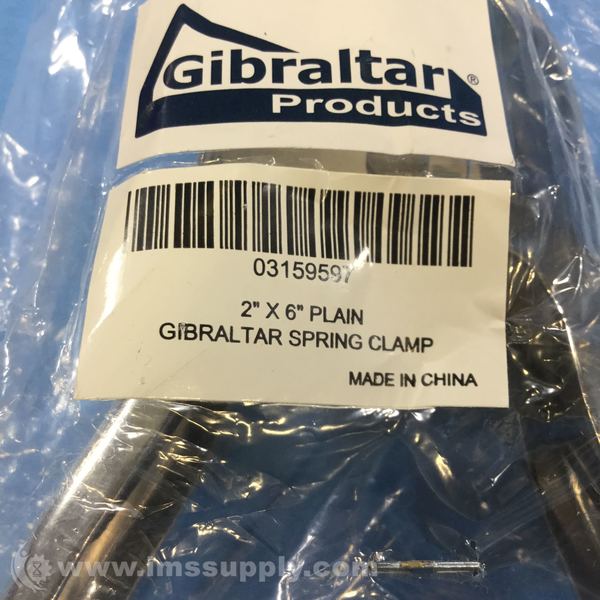 Gibraltar®
Products
03159597
2" X 6" PLAIN
GIBRALTAR SPRING CLAMP
MADE IN CHINA
www.imssupply.com